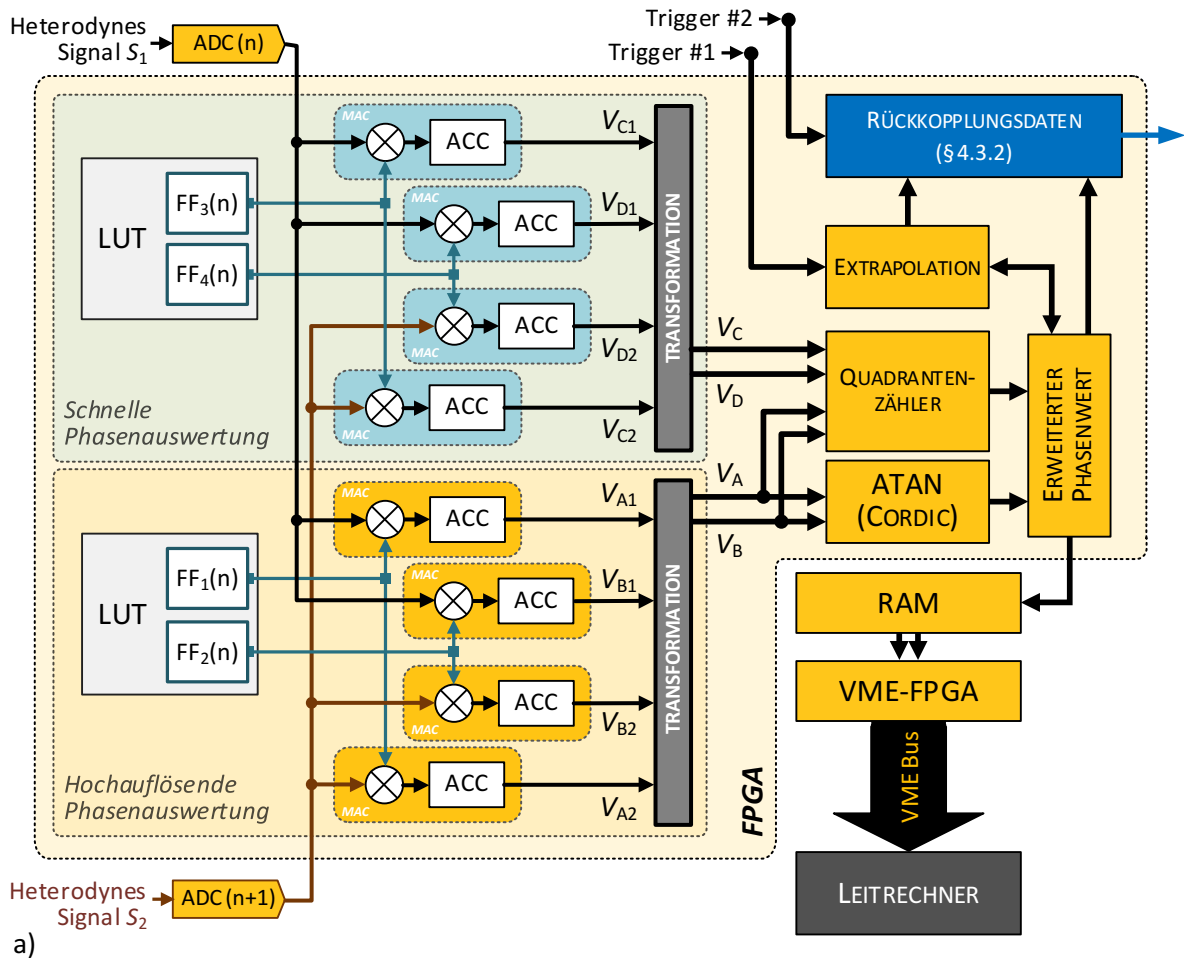 Heterodynes
Signal S1
ADC (n)
Trigger #2
Trigger #1
MAC
ACC
VC1
LUT
FF3(n)
FF4(n)
MAC
ACC
VD1
MAC
ACC
VD2
MAC
ACC
VC2
TRANSFORMATION
Schnelle
Phasenauswertung
RÜCKKOPPLUNGSDATEN
(§ 4.3.2)
EXTRAPOLATION
VC
VD
QUADRANTEN-
ZÄHLER
ERWEITERTER
PHASENWERT
VA
VB
ATAN
(CORDIC)
MAC
ACC
VA1
LUT
FF1(n)
FF2(n)
MAC
ACC
VB1
MAC
ACC
VB2
MAC
ACC
VA2
TRANSFORMATION
Hochauflösende
Phasenauswertung
FPGA
RAM
VME-FPGA
VME Bus
LEITRECHNER
Heterodynes
Signal S2
ADC (n+1)
a)